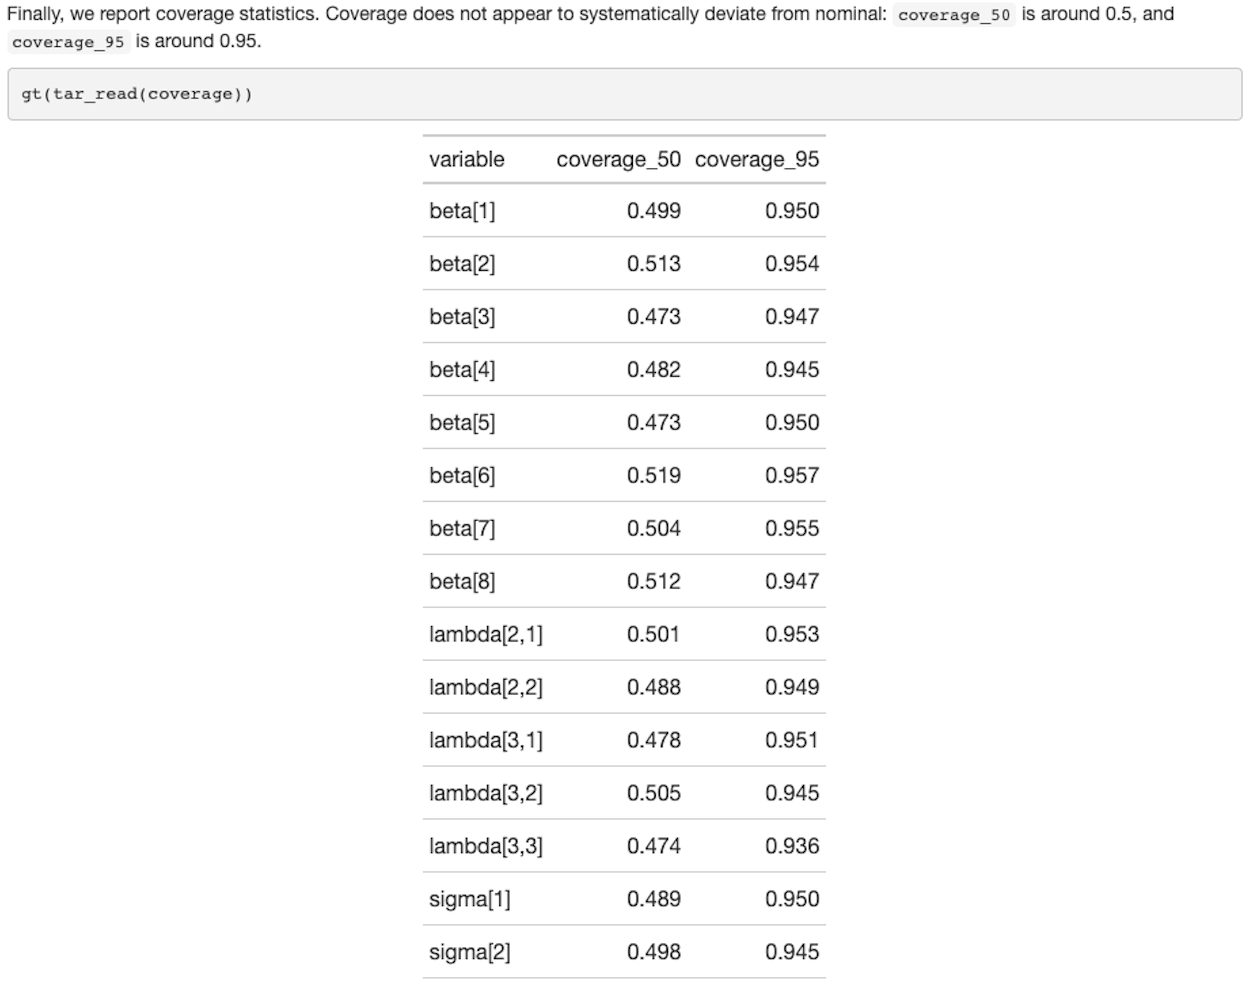 Finally, we report coverage statistics. Coverage does not appear to systematically deviate from nominal: coverage_50 is around 0.5, and
coverage_95 is around 0.95.
gt(tar_read(coverage))
variable coverage_50 coverage_95
beta[1] 0.499 0.950
beta[2] 0.513 0.954
beta[3] 0.473 0.947
beta[4] 0.482 0.945
beta[5] 0.473 0.950
beta[6] 0.519 0.957
beta[7] 0.504 0.955
beta[8] 0.512 0.947
lambda[2,1] 0.501 0.953
lambda[2,2] 0.488 0.949
lambda[3,1] 0.478 0.951
lambda[3,2] 0.505 0.945
lambda[3,3] 0.474 0.936
sigma[1] 0.489 0.950
sigma[2] 0.498 0.945